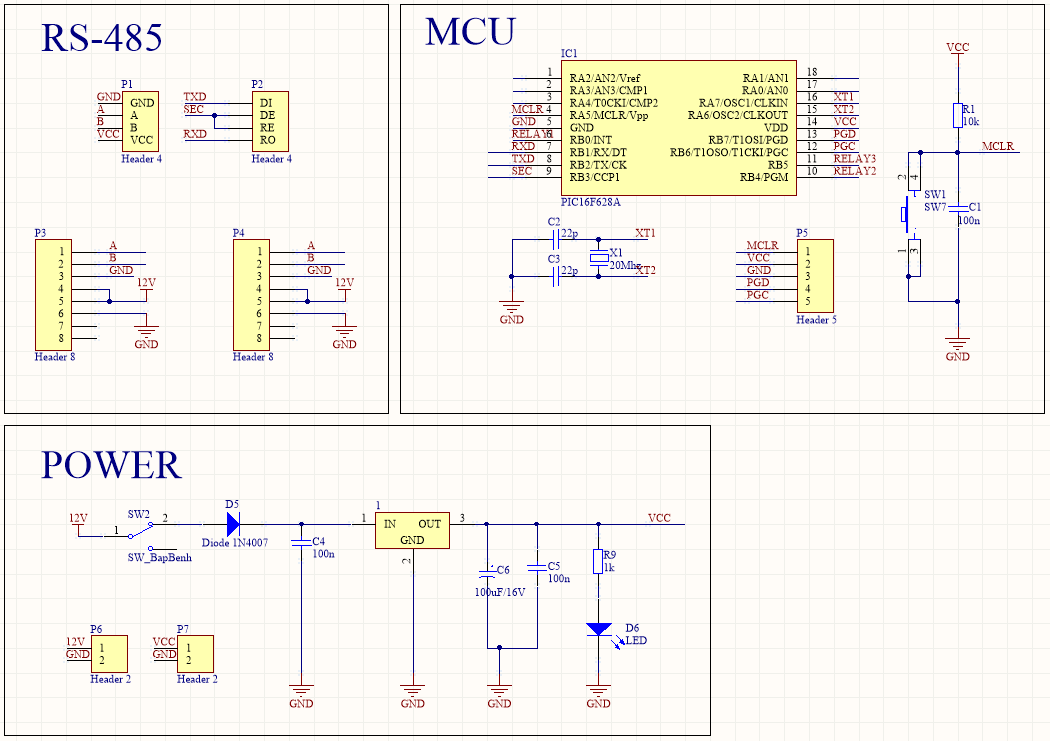 RS-485
P1
GND GND
A A
B B
VCC VCC
Header 4
P2
TXD DI
SEC DE
RE
RXD RO
Header 4
P3
1 A
2 B
3 GND
4 12V
5
6
7
8 GND
Header 8
P4
1 A
2 B
3 GND
4 12V
5
6
7
8 GND
Header 8
MCU
IC1
1 RA2/AN2/Vref RA1/AN1 18
2 RA3/AN3/CMP1 RA0/AN0 17
3 RA4/T0CKI/CMP2 RA7/OSC1/CLKIN 16 XT1
MCLR 4 RA5/MCLR/Vpp RA6/OSC2/CLKOUT 15 XT2
GND 5 GND VDD 14 VCC
RELAY1 6 RB0/INT RB7/T1OSI/PGD 13 PGD
RXD 7 RB1/RX/DT RB6/T1OSO/T1CKI/PGC 12 PGC
TXD 8 RB2/TX/CK RB5 11 RELAY3
SEC 9 RB3/CCP1 RB4/PGM 10 RELAY2
PIC16F628A
C2
22p
XT1
X1
20Mhz
C3
22p
XT2
GND
P5
MCLR 1
VCC 2
GND 3
PGD 4
PGC 5
Header 5
VCC
R1
10k
MCLR
2 4
SW1
SW7
1 3
C1
100n
GND
POWER
12V
1
SW2
2
SW_BapBenh
D5
Diode 1N4007
C4
100n
GND
1
1 IN OUT 3
GND
2
GND
VCC
C6
100uF/16V
C5
100n
GND
R9
1k
D6
LED
GND
P6
12V 1
GND 2
Header 2
P7
VCC 1
GND 2
Header 2